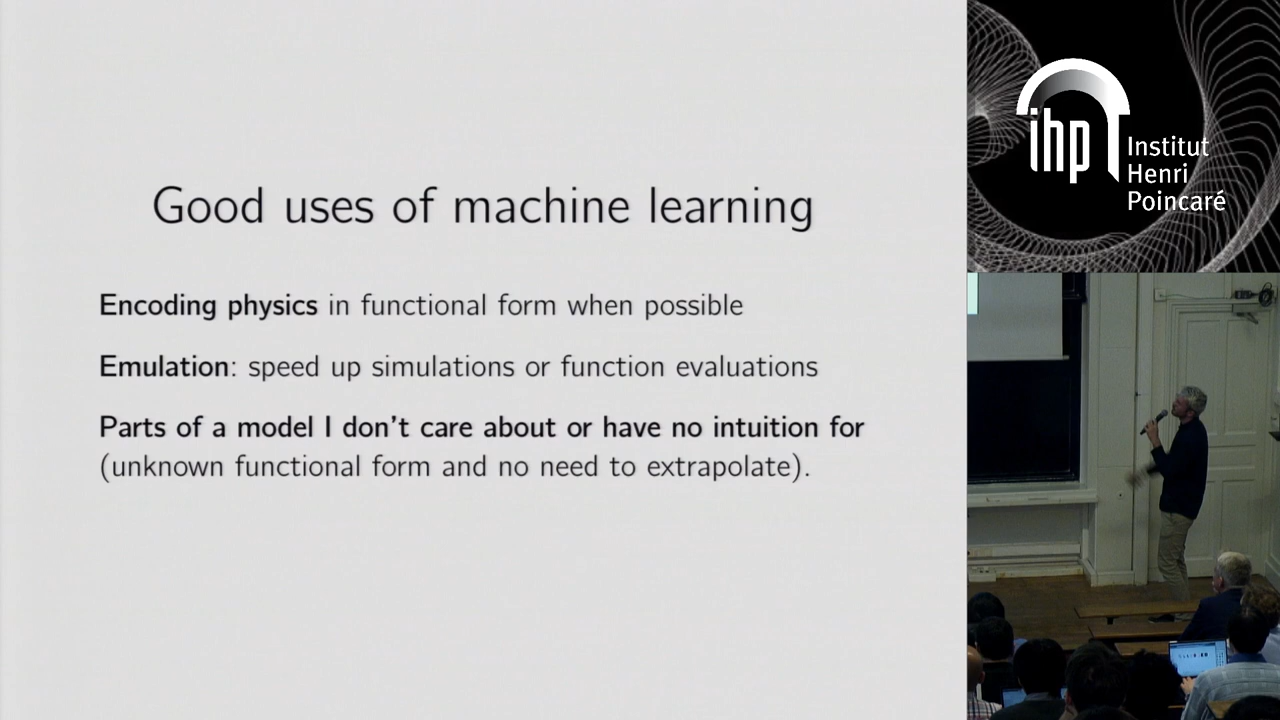 Good uses of machine learning
Encoding physics in functional form when possible
Emulation: speed up simulations or function evaluations
Parts of a model I don't care about or have no intuition for
(unknown functional form and no need to extrapolate).
ihp
Institut
Henri
Poincaré